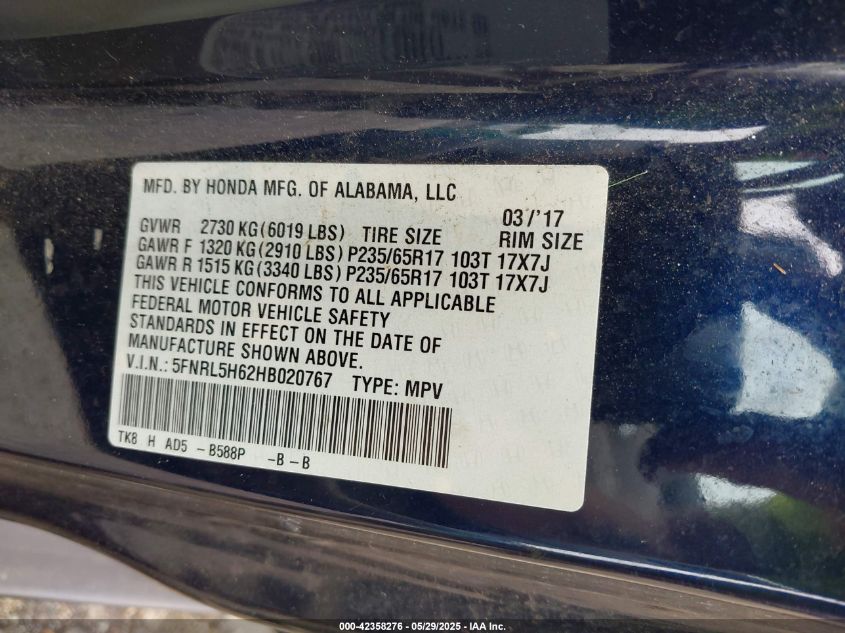 MFD. BY HONDA MFG. OF ALABAMA, LLC
03/'17
GVWR 2730 KG(6019 LBS) TIRE SIZE RIM SIZE
GAWR F 1320 KG(2910 LBS)P235/65R17 103T 17X7J
GAWR R 1515 KG(3340 LBS)P235/65R17 103T 17X7J
THIS VEHICLE CONFORMS TO ALL APPLICABLE
FEDERAL MOTOR VEHICLE SAFETY
STANDARDS IN EFFECT ON THE DATE OF
MANUFACTURE SHOWN ABOVE.
V.I.N.: 5FNRL5H62HB020767 TYPE: MPV
TK8 H AD5 -B588P -B-B
000-42358276 - 05/29/2025 - IAA Inc.